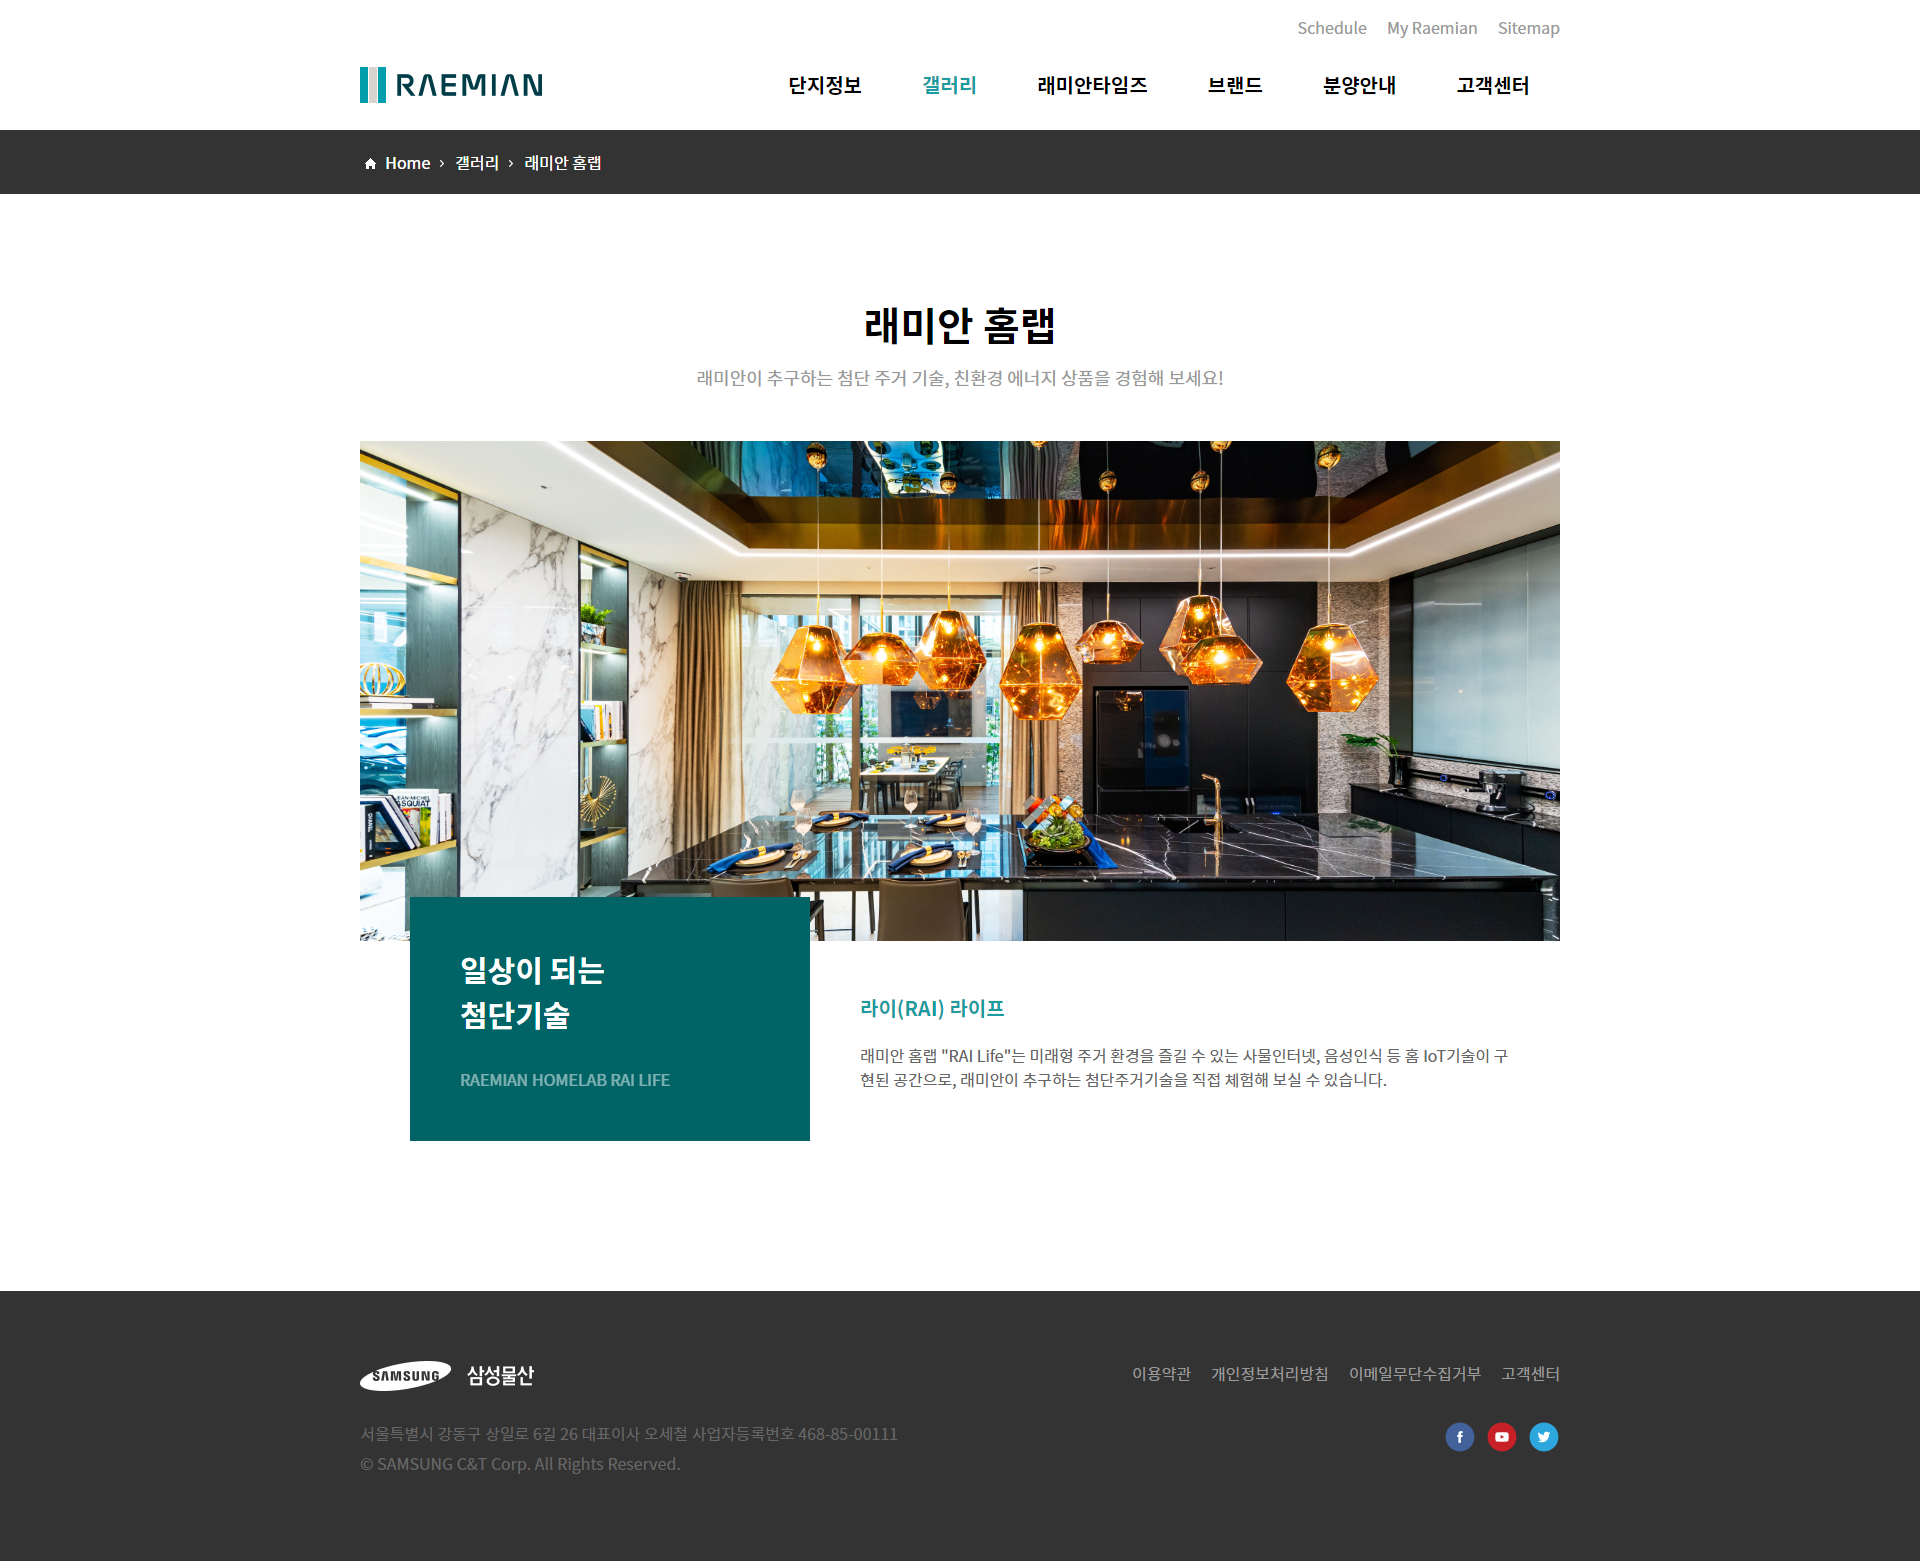 Schedule My Raemian Sitemap
RAEMIAN
단지정보 갤러리 래미안타임즈 브랜드 분양안내 고객센터
Home › 갤러리 › 래미안 홈랩
래미안 홈랩
래미안이 추구하는 첨단 주거 기술, 친환경 에너지 상품을 경험해 보세요!
일상이 되는
첨단기술
RAEMIAN HOMELAB RAI LIFE
라이(RAI) 라이프
래미안 홈랩 "RAI Life"는 미래형 주거 환경을 즐길 수 있는 사물인터넷, 음성인식 등 홈 IoT기술이 구
현된 공간으로, 래미안이 추구하는 첨단주거기술을 직접 체험해 보실 수 있습니다.
SAMSUNG 삼성물산
이용약관 개인정보처리방침 이메일무단수집거부 고객센터
서울특별시 강동구 상일로 6길 26 대표이사 오세철 사업자등록번호 468-85-00111
© SAMSUNG C&T Corp. All Rights Reserved.